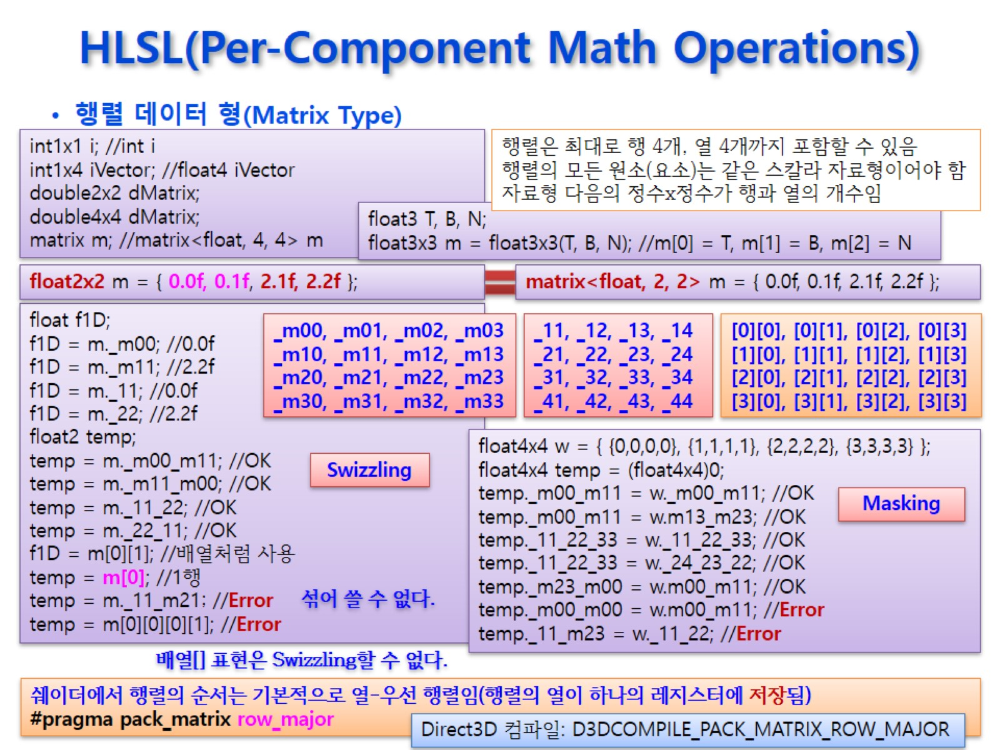 HLSL(Per-Component Math Operations)
• 행렬 데이터 형(Matrix Type)
int1x1 i; //int i
int1x4 iVector; //float4 iVector
double2x2 dMatrix;
double4x4 dMatrix;
matrix m; //matrix<float, 4, 4> m
행렬은 최대로 행 4개, 열 4개까지 포함할 수 있음
행렬의 모든 원소(요소)는 같은 스칼라 자료형이어야 함
자료형 다음의 정수x정수가 행과 열의 개수임
float3 T, B, N;
float3x3 m = float3x3(T, B, N); //m[0] = T, m[1] = B, m[2] = N
float2x2 m = { 0.0f, 0.1f, 2.1f, 2.2f };
matrix<float, 2, 2> m = { 0.0f, 0.1f, 2.1f, 2.2f };
float f1D;
f1D = m._m00; //0.0f
f1D = m._m11; //2.2f
f1D = m._11; //0.0f
f1D = m._22; //2.2f
float2 temp;
temp = m._m00_m11; //OK
temp = m._m11_m00; //OK
temp = m._11_22; //OK
temp = m._22_11; //OK
f1D = m[0][1]; //배열처럼 사용
temp = m[0]; //1행
temp = m._11_m21; //Error
temp = m[0][0][0][1]; //Error
Swizzling
섞어 쓸 수 없다.
_m00, _m01, _m02, _m03
_m10, _m11, _m12, _m13
_m20, _m21, _m22, _m23
_m30, _m31, _m32, _m33
_11, _12, _13, _14
_21, _22, _23, _24
_31, _32, _33, _34
_41, _42, _43, _44
[0][0], [0][1], [0][2], [0][3]
[1][0], [1][1], [1][2], [1][3]
[2][0], [2][1], [2][2], [2][3]
[3][0], [3][1], [3][2], [3][3]
float4x4 w = { {0,0,0,0}, {1,1,1,1}, {2,2,2,2}, {3,3,3,3} };
float4x4 temp = (float4x4)0;
temp._m00_m11 = w._m00_m11; //OK
temp._m00_m11 = w.m13_m23; //OK
temp._11_22_33 = w._11_22_33; //OK
temp._11_22_33 = w._24_23_22; //OK
temp._m23_m00 = w.m00_m11; //OK
temp._m00_m00 = w.m00_m11; //Error
temp._11_m23 = w._11_22; //Error
Masking
배열[] 표현은 Swizzling할 수 없다.
쉐이더에서 행렬의 순서는 기본적으로 열-우선 행렬임(행렬의 열이 하나의 레지스터에 저장됨)
#pragma pack_matrix row_major
Direct3D 컴파일: D3DCOMPILE_PACK_MATRIX_ROW_MAJOR